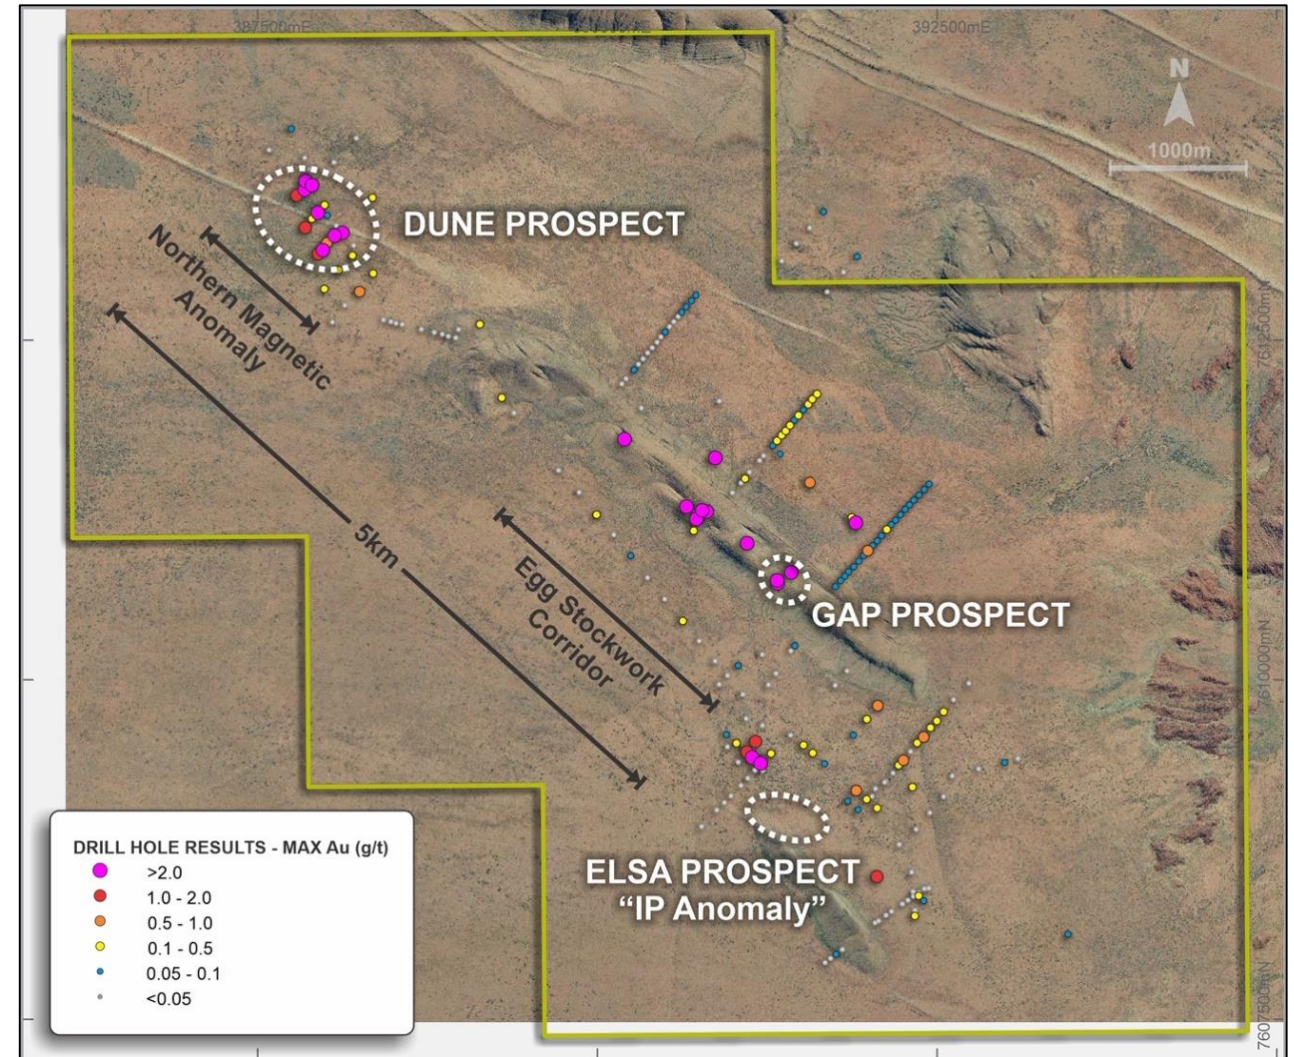 387500mE
392500mE
N
1000m
DUNE PROSPECT
Northern Magnetic
Anomaly
7612500mN
5km
Egg Stockwork
Corridor
GAP PROSPECT
7610000mN
ELSA PROSPECT
“IP Anomaly”
7607500mN
DRILL HOLE RESULTS - MAX Au (g/t)
>2.0
1.0 - 2.0
0.5 - 1.0
0.1 - 0.5
0.05 - 0.1
<0.05